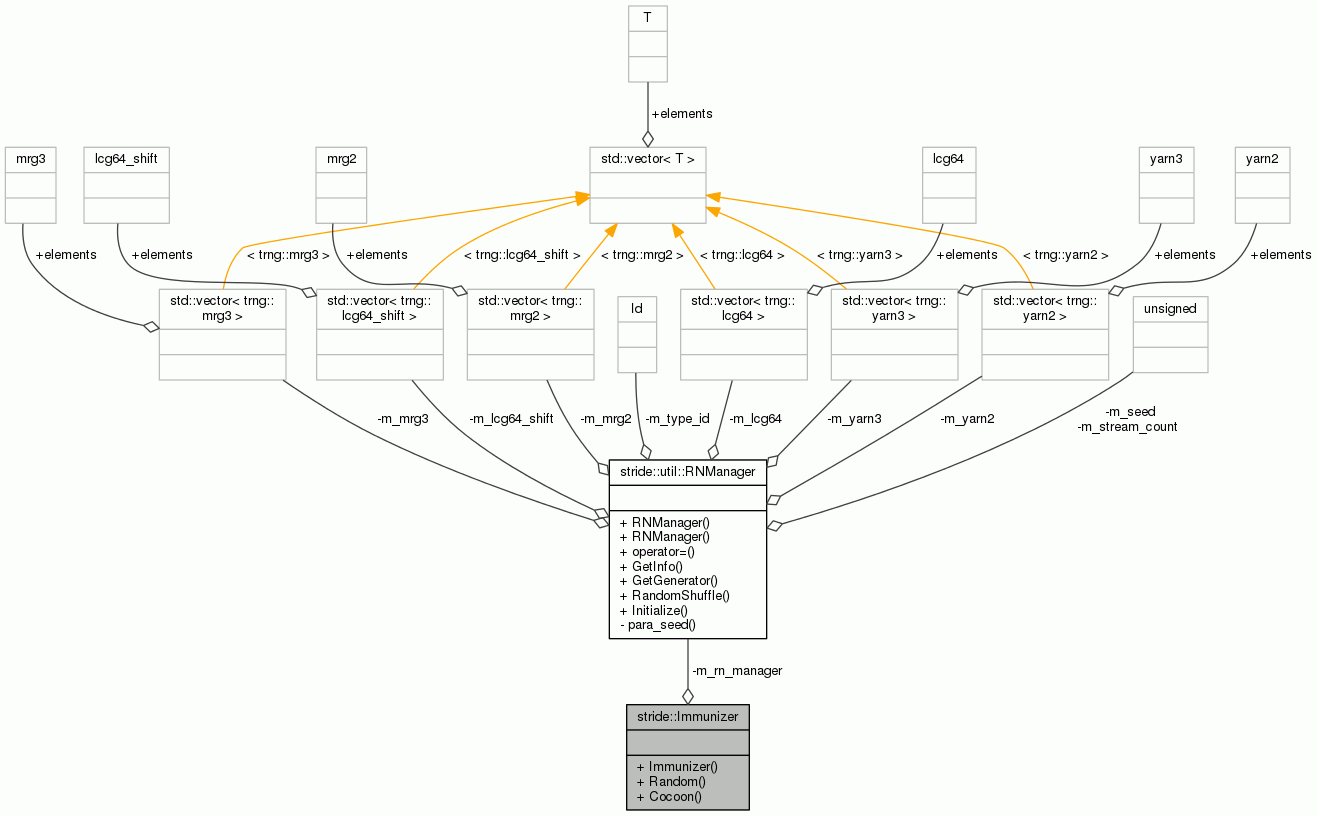 T
+elements
mrg3
lcg64_shift
mrg2
std::vector< T >
lcg64
yarn3
yarn2
+elements
+elements
+elements
+elements
+elements
+elements
< trng::mrg3 >
< trng::lcg64_shift >
< trng::mrg2 >
< trng::lcg64 >
< trng::yarn3 >
< trng::yarn2 >
std::vector< trng::
mrg3 >
std::vector< trng::
lcg64_shift >
std::vector< trng::
mrg2 >
Id
std::vector< trng::
lcg64 >
std::vector< trng::
yarn3 >
std::vector< trng::
yarn2 >
unsigned
-m_mrg3
-m_lcg64_shift
-m_mrg2
-m_type_id
-m_lcg64
-m_yarn3
-m_yarn2
-m_seed
-m_stream_count
stride::util::RNManager
+ RNManager()
+ RNManager()
+ operator=()
+ GetInfo()
+ GetGenerator()
+ RandomShuffle()
+ Initialize()
- para_seed()
-m_rn_manager
stride::Immunizer
+ Immunizer()
+ Random()
+ Cocoon()